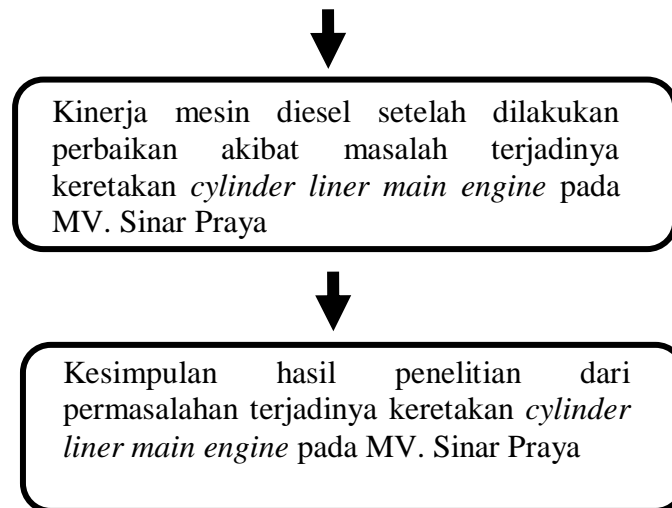 Kinerja mesin diesel setelah dilakukan
perbaikan akibat masalah terjadinya
keretakan cylinder liner main engine pada
MV. Sinar Praya
Kesimpulan hasil penelitian dari
permasalahan terjadinya keretakan cylinder
liner main engine pada MV. Sinar Praya